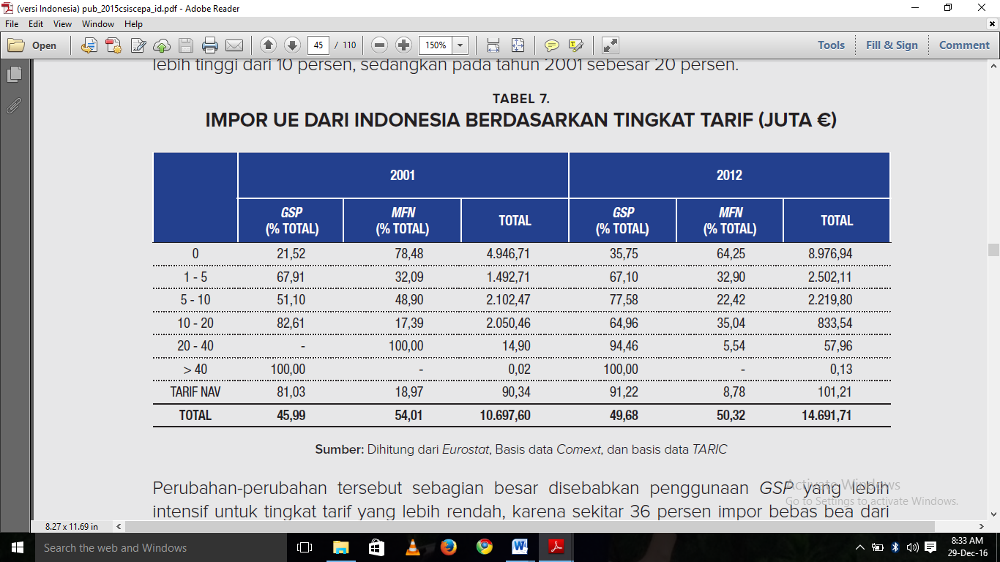 (versi Indonesia) pub_2015csiscepa_id.pdf - Adobe Reader
File Edit View Window Help
Open 45 / 110 150% Tools Fill & Sign Comment
lebih tinggi dari 10 persen, sedangkan pada tahun 2001 sebesar 20 persen.
TABEL 7.
IMPOR UE DARI INDONESIA BERDASARKAN TINGKAT TARIF (JUTA €)
2001 2012
GSP (% TOTAL) MFN (% TOTAL) TOTAL GSP (% TOTAL) MFN (% TOTAL) TOTAL
0 21,52 78,48 4.946,71 35,75 64,25 8.976,94
1 - 5 67,91 32,09 1.492,71 67,10 32,90 2.502,11
5 - 10 51,10 48,90 2.102,47 77,58 22,42 2.219,80
10 - 20 82,61 17,39 2.050,46 64,96 35,04 833,54
20 - 40 - 100,00 14,90 94,46 5,54 57,96
> 40 100,00 - 0,02 100,00 - 0,13
TARIF NAV 81,03 18,97 90,34 91,22 8,78 101,21
TOTAL 45,99 54,01 10.697,60 49,68 50,32 14.691,71
Sumber: Dihitung dari Eurostat, Basis data Comext, dan basis data TARIC
Perubahan-perubahan tersebut sebagian besar disebabkan penggunaan GSP yang lebih
intensif untuk tingkat tarif yang lebih rendah, karena sekitar 36 persen impor bebas bea dari
Activate Windows
Go to Settings to activate Windows.
8.27 x 11.69 in
Search the web and Windows
8:33 AM
29-Dec-16